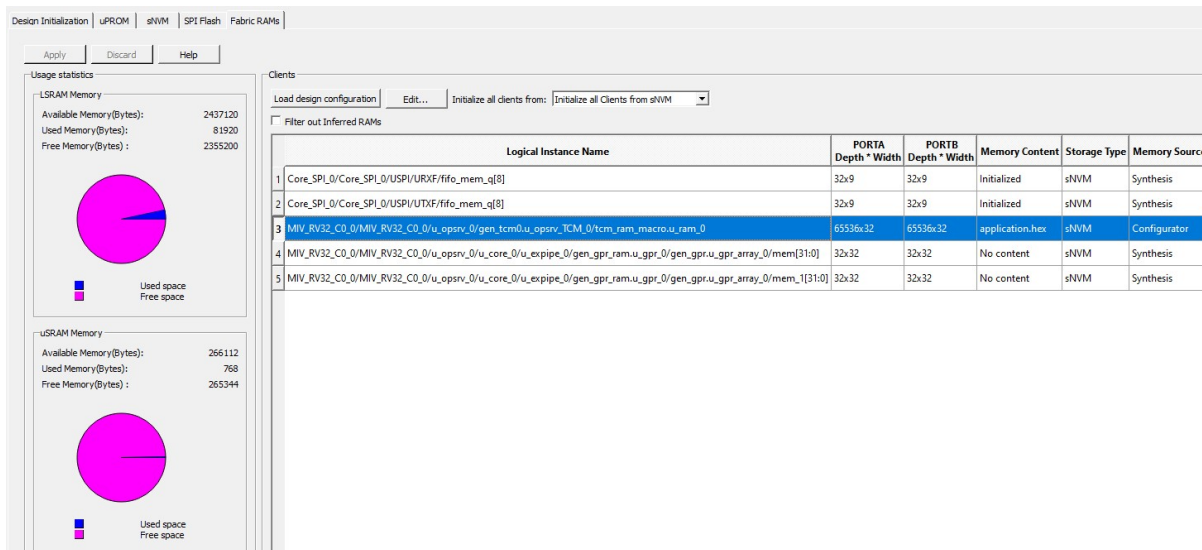 Design Initialization uPROM sNVM SPI Flash Fabric RAMs
Apply Discard Help
Usage statistics
LSRAM Memory
Available Memory(Bytes): 2437120
Used Memory(Bytes): 81920
Free Memory(Bytes) : 2355200
Used space
Free space
uSRAM Memory
Available Memory(Bytes): 266112
Used Memory(Bytes): 768
Free Memory(Bytes) : 265344
Used space
Free space
Clients
Load design configuration Edit... Initialize all clients from: Initialize all Clients from sNVM
Filter out Inferred RAMs
Logical Instance Name PORTA Depth * Width PORTB Depth * Width Memory Content Storage Type Memory Source
1 Core_SPI_0/Core_SPI_0/USPI/URXF/fifo_mem_q[8] 32x9 32x9 Initialized sNVM Synthesis
2 Core_SPI_0/Core_SPI_0/USPI/UTXF/fifo_mem_q[8] 32x9 32x9 Initialized sNVM Synthesis
3 MIV_RV32_C0_0/MIV_RV32_C0_0/u_opsrv_0/gen_tcm0.u_opsrv_TCM_0/tcm_ram_macro.u_ram_0 65536x32 65536x32 application.hex sNVM Configurator
4 MIV_RV32_C0_0/MIV_RV32_C0_0/u_opsrv_0/u_core_0/u_expipe_0/gen_gpr_ram.u_gpr_0/gen_gpr.u_gpr_array_0/mem[31:0] 32x32 32x32 No content sNVM Synthesis
5 MIV_RV32_C0_0/MIV_RV32_C0_0/u_opsrv_0/u_core_0/u_expipe_0/gen_gpr_ram.u_gpr_0/gen_gpr.u_gpr_array_0/mem_1[31:0] 32x32 32x32 No content sNVM Synthesis